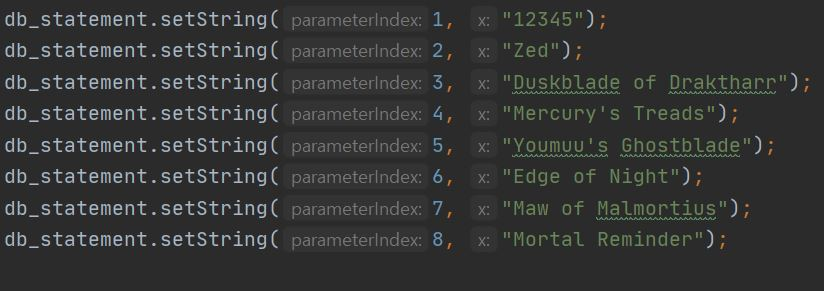 db_statement.setString( parameterIndex: 1, x: "12345");
db_statement.setString( parameterIndex: 2, x: "Zed");
db_statement.setString( parameterIndex: 3, x: "Duskblade of Draktharr");
db_statement.setString( parameterIndex: 4, x: "Mercury's Treads");
db_statement.setString( parameterIndex: 5, x: "Youmuu's Ghostblade");
db_statement.setString( parameterIndex: 6, x: "Edge of Night");
db_statement.setString( parameterIndex: 7, x: "Maw of Malmortius");
db_statement.setString( parameterIndex: 8, x: "Mortal Reminder");